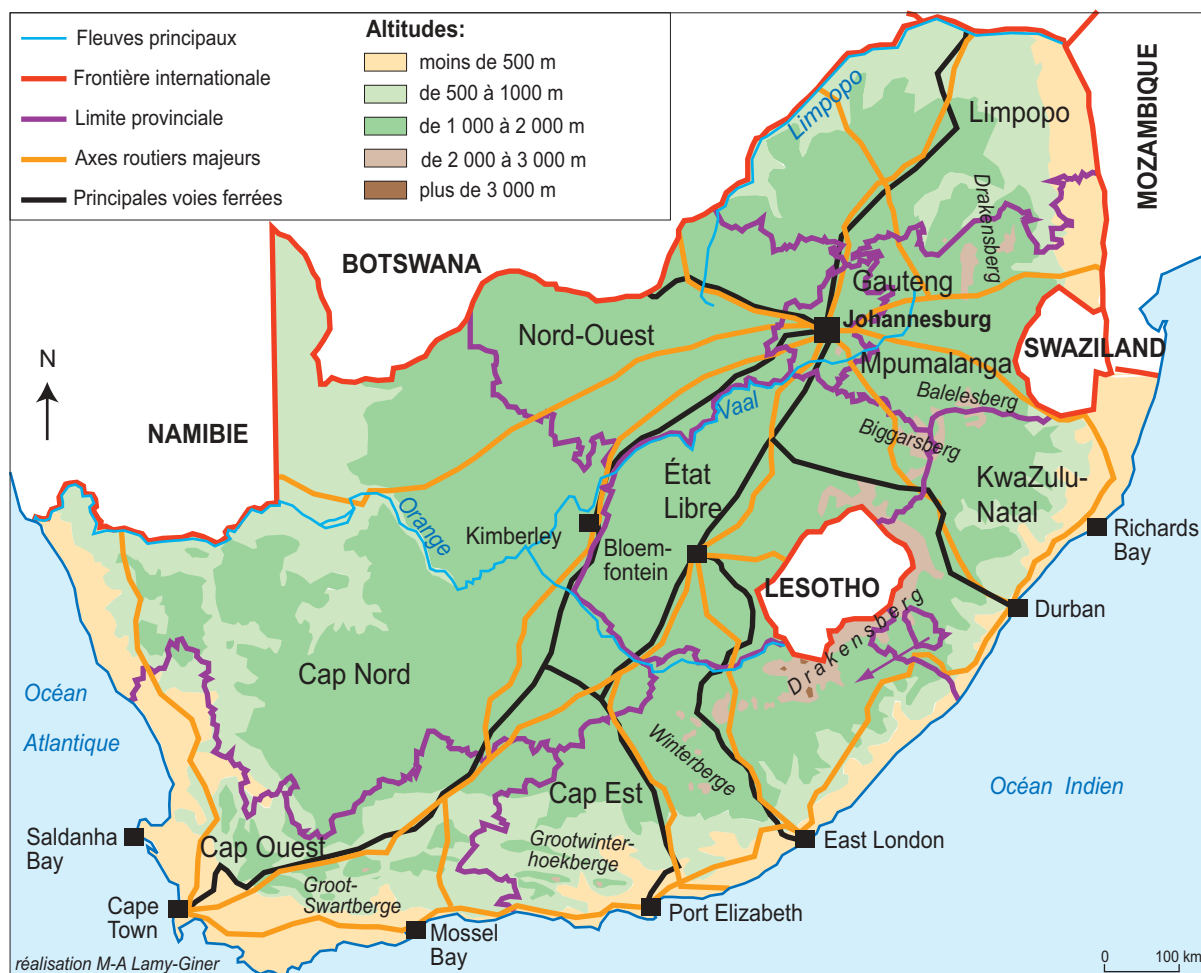 Fleuves principaux
Frontière internationale
Limite provinciale
Axes routiers majeurs
Principales voies ferrées
Altitudes:
moins de 500 m
de 500 à 1000 m
de 1 000 à 2 000 m
de 2 000 à 3 000 m
plus de 3 000 m
MOZAMBIQUE
Limpopo
Limpopo
Drakensberg
BOTSWANA
Gauteng
Johannesburg
Nord-Ouest
SWAZILAND
Mpumalanga
N
Balelesberg
Vaal
Biggarsberg
NAMIBIE
État
Libre
KwaZulu-
Natal
Orange
Kimberley
Richards
Bay
Bloem-
fontein
LESOTHO
Durban
Drakensberg
Cap Nord
Océan
Atlantique
Winterberge
Océan Indien
Cap Est
Saldanha
Bay
Cap Ouest
Grootwinter-
hoekberge
East London
Groot-
Swartberge
Cape
Town
Port Elizabeth
Mossel
Bay
réalisation M-A Lamy-Giner
0 100 km